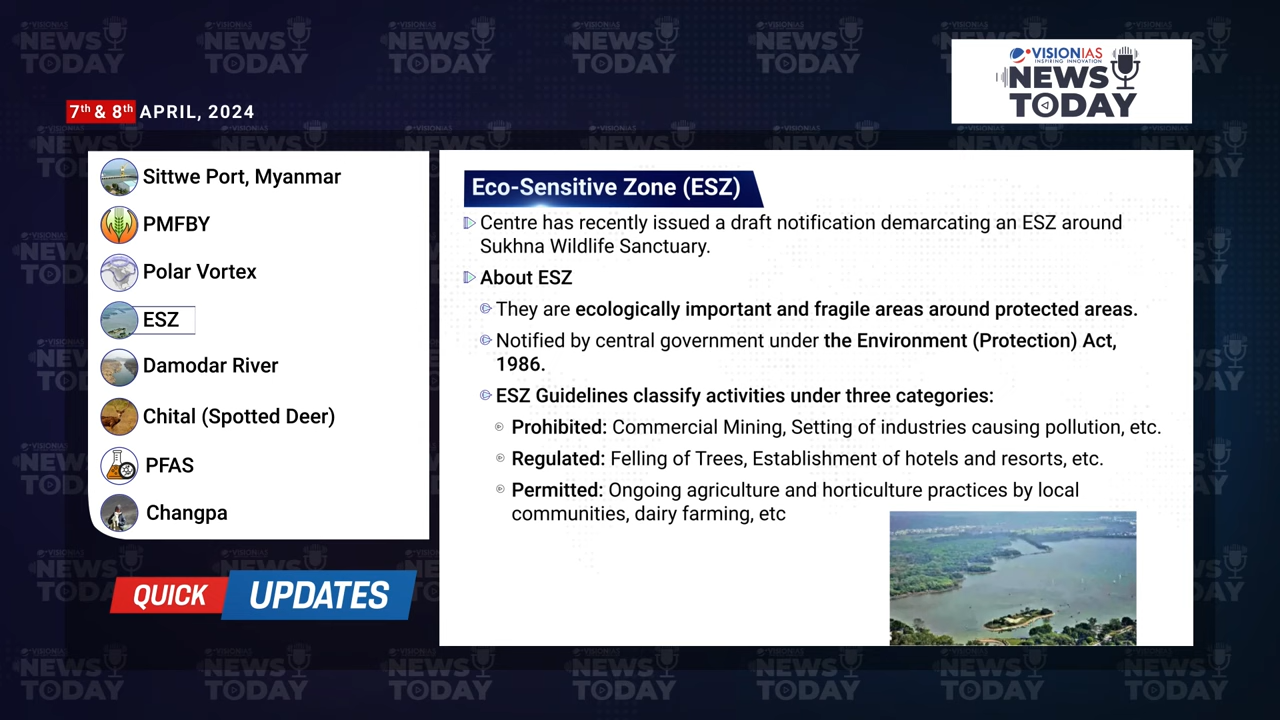 VISIONIAS
INSPIRING INNOVATION
NEWS
TODAY
7th & 8th APRIL, 2024
Sittwe Port, Myanmar
PMFBY
Polar Vortex
ESZ
Damodar River
Chital (Spotted Deer)
PFAS
Changpa
QUICK UPDATES
Eco-Sensitive Zone (ESZ)
Centre has recently issued a draft notification demarcating an ESZ around
Sukhna Wildlife Sanctuary.
About ESZ
They are ecologically important and fragile areas around protected areas.
Notified by central government under the Environment (Protection) Act,
1986.
ESZ Guidelines classify activities under three categories:
Prohibited: Commercial Mining, Setting of industries causing pollution, etc.
Regulated: Felling of Trees, Establishment of hotels and resorts, etc.
Permitted: Ongoing agriculture and horticulture practices by local
communities, dairy farming, etc